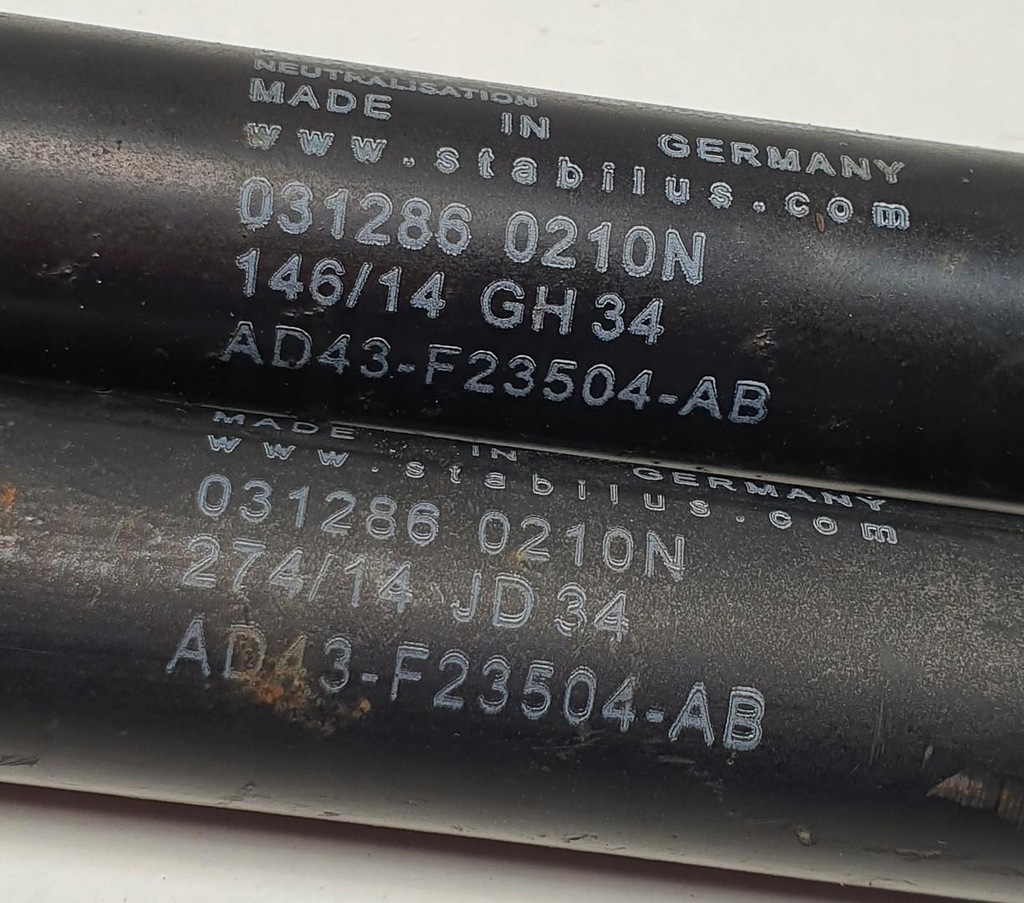 NEUTRALISATION
MADE IN GERMANY
www.stabilus.com
031286 0210N
146/14 GH 34
AD43-F23504-AB
MADE IN GERMANY
www.stabilus.com
031286 0210N
274/14 JD 34
AD43-F23504-AB